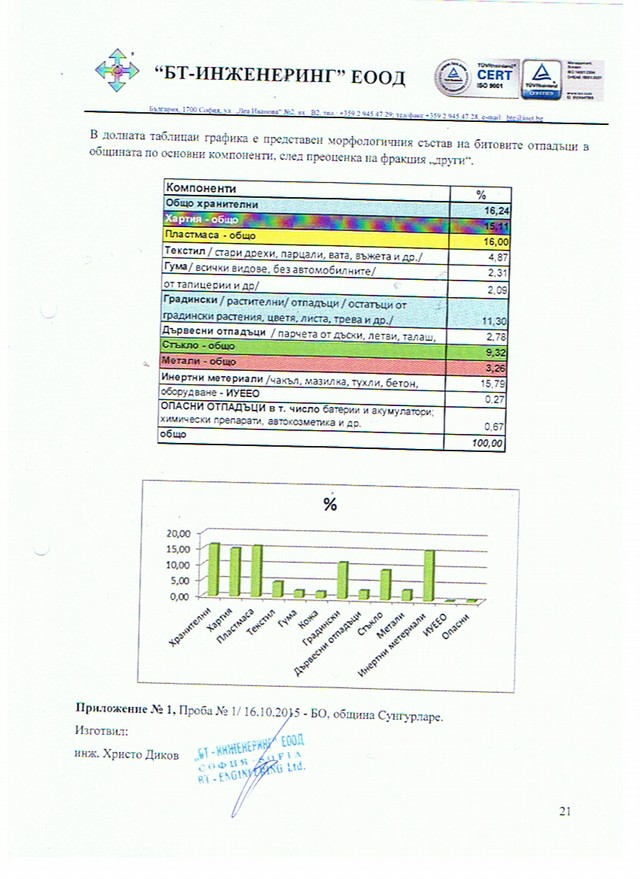 "БТ-ИНЖЕНЕРИНГ" ЕООД
TÜVRheinland
CERT
ISO 9001
TÜVRheinland
България, 1700 София, ул. „Леа Иванова" №2, вх. В2, тел.: +359 2 945 47 29; тел/факс +359 2 945 47 28, e-mail:
В долната таблицаи графика е представен морфологичния състав на битовите отпадъци в
общината по основни компоненти, след преоценка на фракция „други“.
Компоненти %
Общо хранителни 16,24
Хартия - общо 15,11
Пластмаса - общо 16,00
Текстил / стари дрехи, парцали, вата, въжета и др./ 4,87
Гума/ всички видове, без автомобилните/ 2,31
от тапицерии и др/ 2,09
Градински / растителни/ отпадъци / остатъци от
градински растения, цветя, листа, трева и др./ 11,30
Дървесни отпадъци / парчета от дъски, летви, талаш, 2,78
Стъкло - общо 9,32
Метали - общо 3,26
Инертни метериали /чакъл, мазилка, тухли, бетон, 15,79
оборудване - ИУЕЕО 0,27
ОПАСНИ ОТПАДЪЦИ в т. число батерии и акумулатори;
химически препарати, автокозметика и др. 0,67
общо 100,00
%
20,00
15,00
10,00
5,00
0,00
Хранителни
Хартия
Пластмаса
Текстил
Гума
Кожа
Градински
Дървесни отпадъци
Стъкло
Метали
Инертни метериали
ИУЕЕО
Опасни
Приложение № 1, Проба № 1/ 16.10.2015 - БО, община Сунгурларе.
Изготвил:
инж. Христо Диков
„БТ - ИНЖЕНЕРИНГ" ЕООД
СОФИЯ - SOFIA
BT - ENGINEERING Ltd.
21